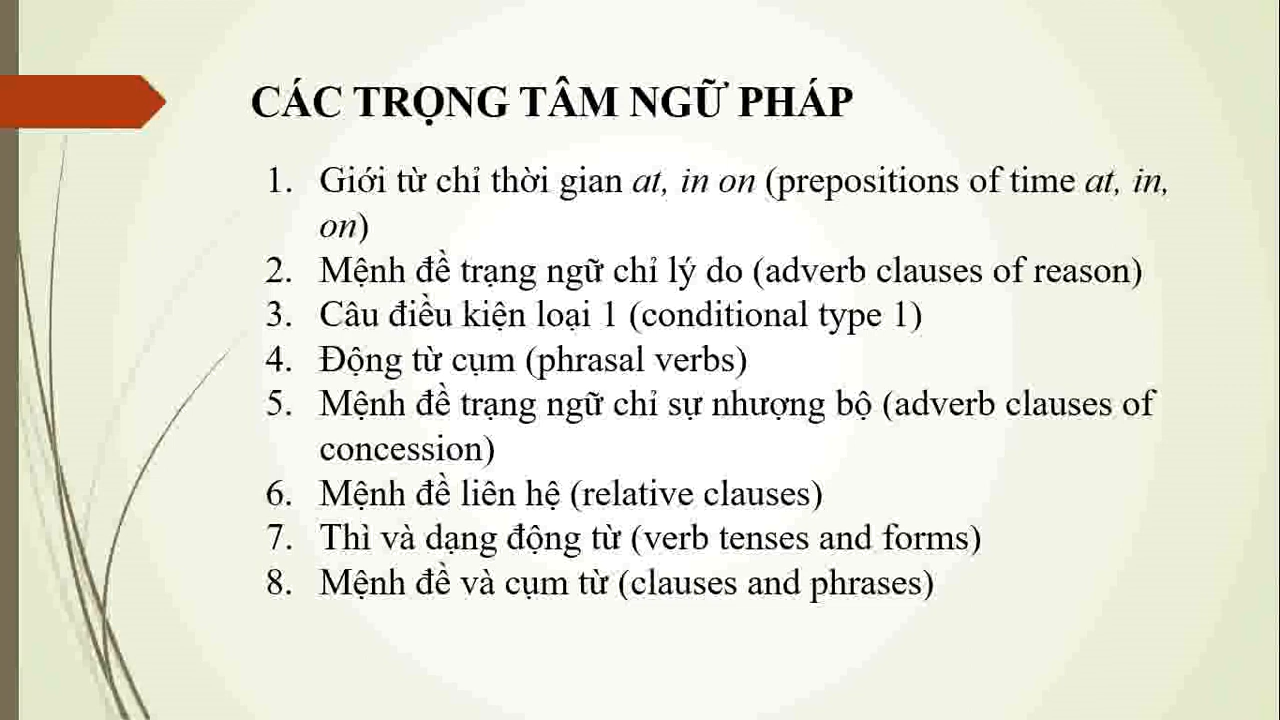 CÁC TRỌNG TÂM NGỮ PHÁP
1. Giới từ chỉ thời gian at, in on (prepositions of time at, in,
on)
2. Mệnh đề trạng ngữ chỉ lý do (adverb clauses of reason)
3. Câu điều kiện loại 1 (conditional type 1)
4. Động từ cụm (phrasal verbs)
5. Mệnh đề trạng ngữ chỉ sự nhượng bộ (adverb clauses of
concession)
6. Mệnh đề liên hệ (relative clauses)
7. Thì và dạng động từ (verb tenses and forms)
8. Mệnh đề và cụm từ (clauses and phrases)